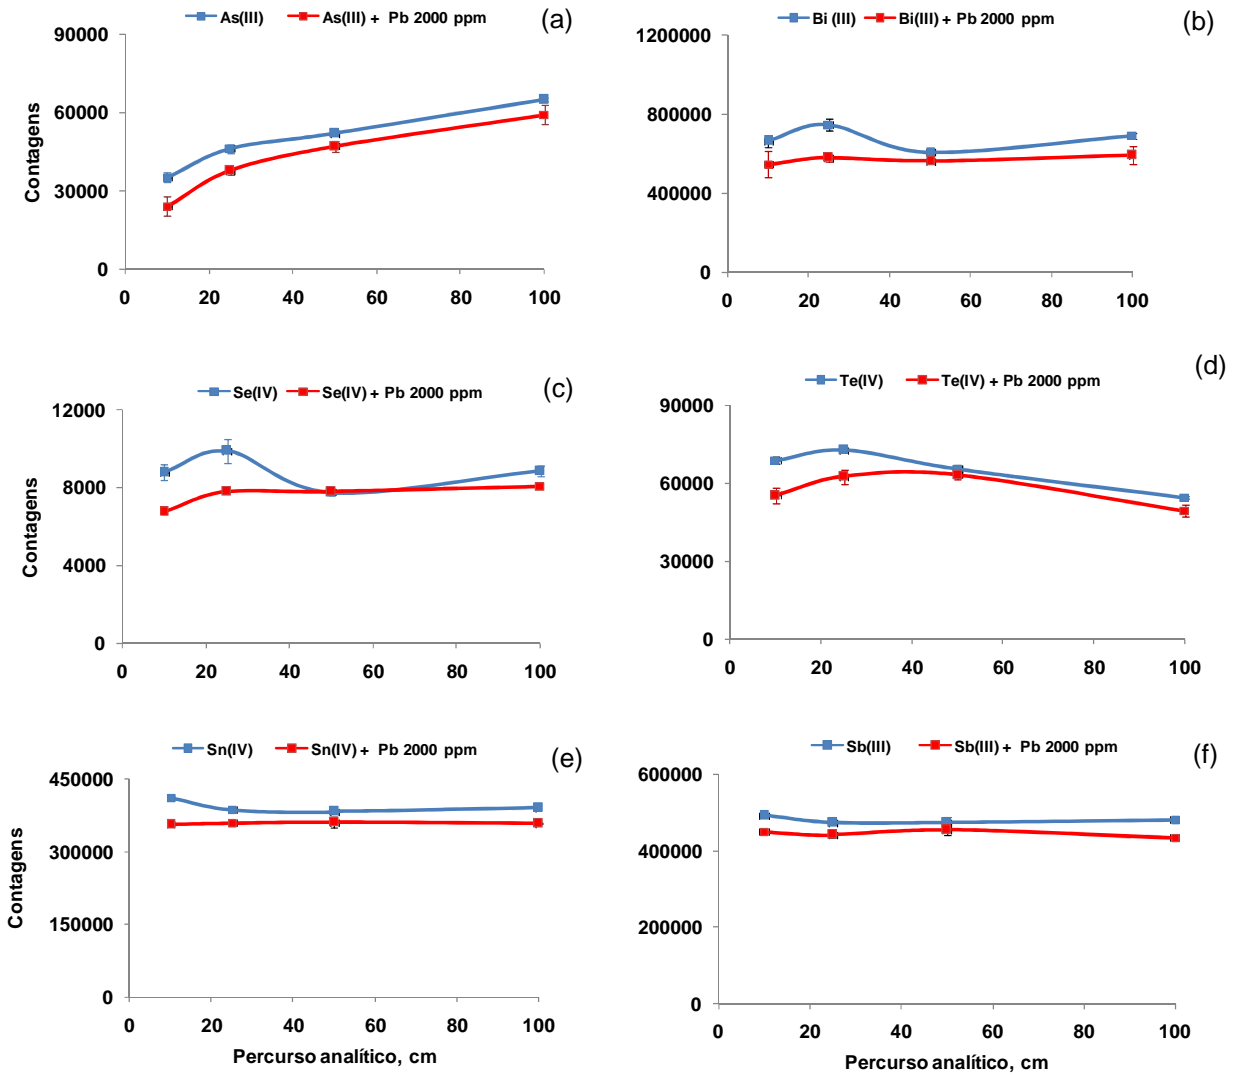 As(III) As(III) + Pb 2000 ppm (a)
90000
60000
30000
0
0 20 40 60 80 100
Contagens
Bi (III) Bi(III) + Pb 2000 ppm (b)
1200000
800000
400000
0
0 20 40 60 80 100
Se(IV) Se(IV) + Pb 2000 ppm (c)
12000
8000
4000
0
0 20 40 60 80 100
Contagens
Te(IV) Te(IV) + Pb 2000 ppm (d)
90000
60000
30000
0
0 20 40 60 80 100
Sn(IV) Sn(IV) + Pb 2000 ppm (e)
450000
300000
150000
0
0 20 40 60 80 100
Contagens
Percurso analítico, cm
Sb(III) Sb(III) + Pb 2000 ppm (f)
600000
400000
200000
0
0 20 40 60 80 100
Percurso analítico, cm